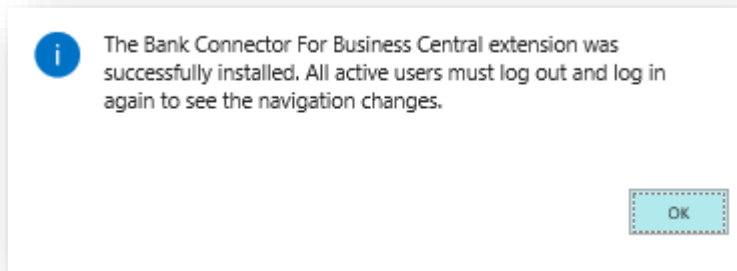 The Bank Connector For Business Central extension was
successfully installed. All active users must log out and log in
again to see the navigation changes.
OK